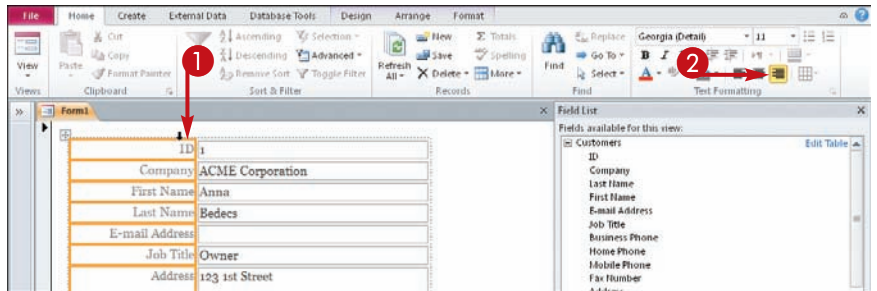 File Home Create External Data Database Tools Design Arrange Format
View
Views
Paste
Cut
Copy
Format Painter
Clipboard
Ascending
Descending
Remove Sort
Selection
Advanced
Toggle Filter
Sort & Filter
Refresh
All
New
Save
Delete
Totals
Spelling
More
Records
Find
Replace
Go To
Select
Find
Georgia (Detail) 11
B I
A
Text Formatting
1
2
Form1
ID 1
Company ACME Corporation
First Name Anna
Last Name Bedecs
E-mail Address
Job Title Owner
Address 123 1st Street
Field List
Fields available for this view:
Customers Edit Table
ID
Company
Last Name
First Name
E-mail Address
Job Title
Business Phone
Home Phone
Mobile Phone
Fax Number
Address